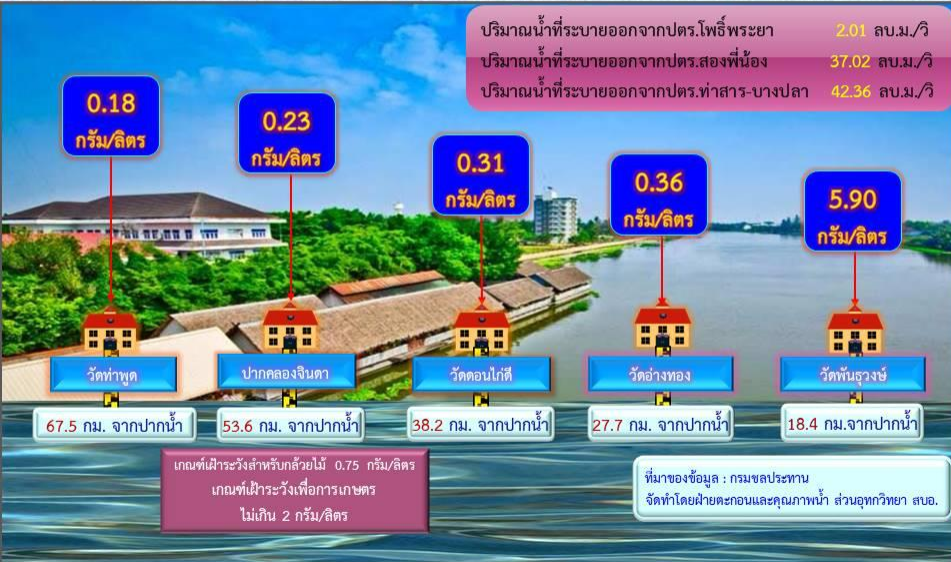 ปริมาณน้ำที่ระบายออกจากปตร.โพธิ์พระยา 2.01 ลบ.ม./วิ
ปริมาณน้ำที่ระบายออกจากปตร.สองพี่น้อง 37.02 ลบ.ม./วิ
ปริมาณน้ำที่ระบายออกจากปตร.ท่าสาร-บางปลา 42.36 ลบ.ม./วิ
0.18
กรัม/ลิตร
0.23
กรัม/ลิตร
0.31
กรัม/ลิตร
0.36
กรัม/ลิตร
5.90
กรัม/ลิตร
วัดท่าพูด
ปากคลองจินดา
วัดดอนไก่ดี
วัดอ่างทอง
วัดพันธุวงษ์
67.5 กม. จากปากน้ำ
53.6 กม. จากปากน้ำ
38.2 กม. จากปากน้ำ
27.7 กม. จากปากน้ำ
18.4 กม.จากปากน้ำ
เกณฑ์เฝ้าระวังสำหรับกล้วยไม้ 0.75 กรัม/ลิตร
เกณฑ์เฝ้าระวังเพื่อการเกษตร
ไม่เกิน 2 กรัม/ลิตร
ที่มาของข้อมูล : กรมชลประทาน
จัดทำโดยฝ่ายตะกอนและคุณภาพน้ำ ส่วนอุทกวิทยา สบอ.